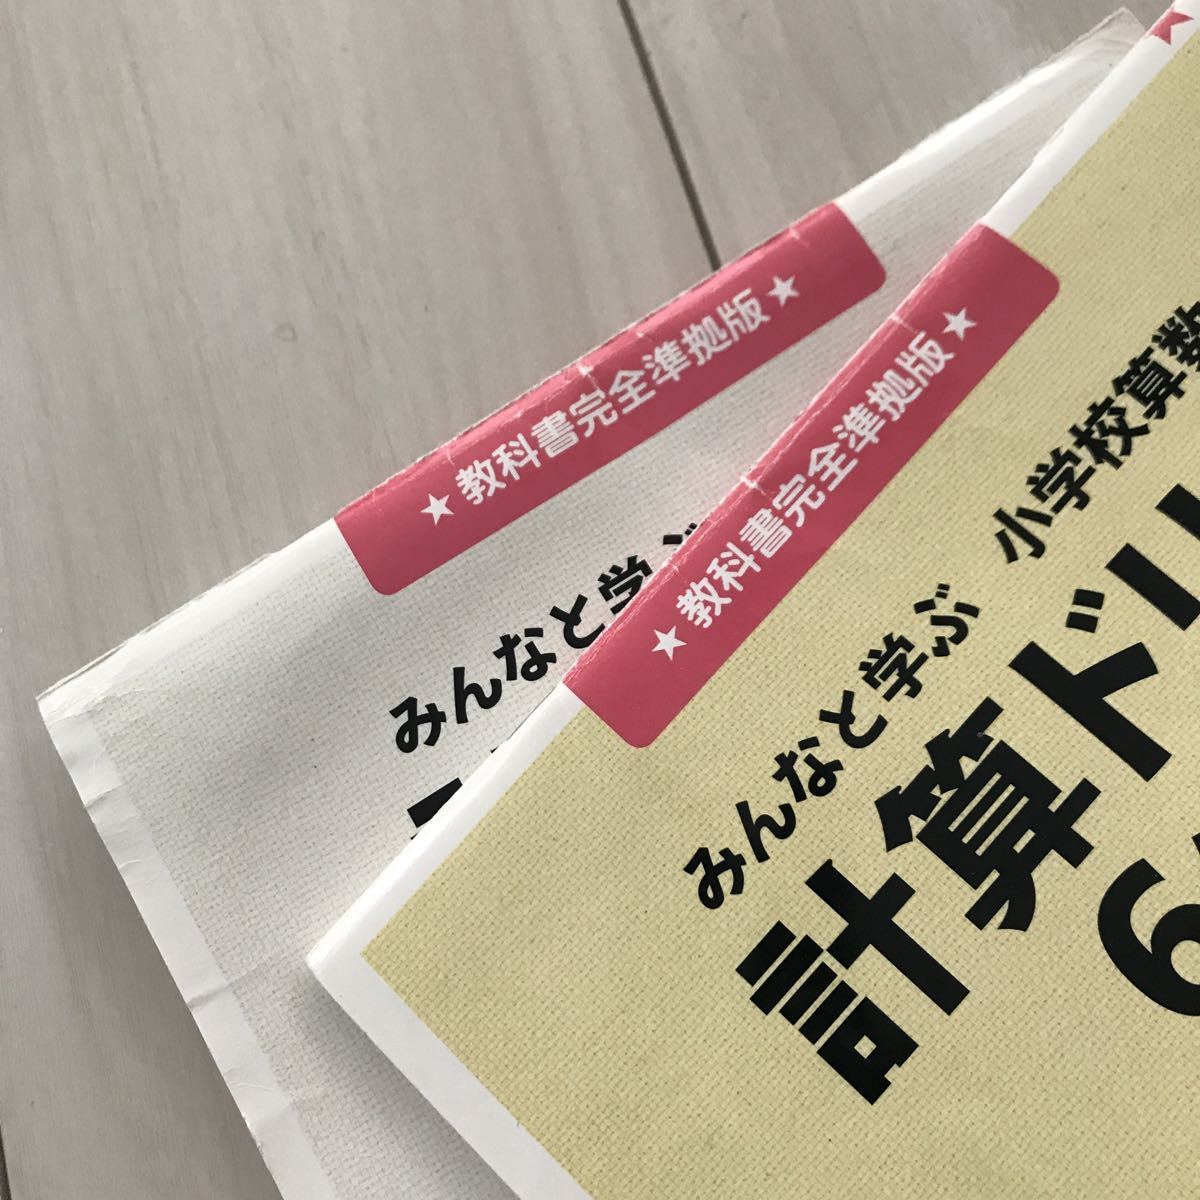 ★教科書完全準拠版★
みんなと学ぶ
★教科書完全準拠版★
みんなと学ぶ 小学校算数
計算ドリ
6